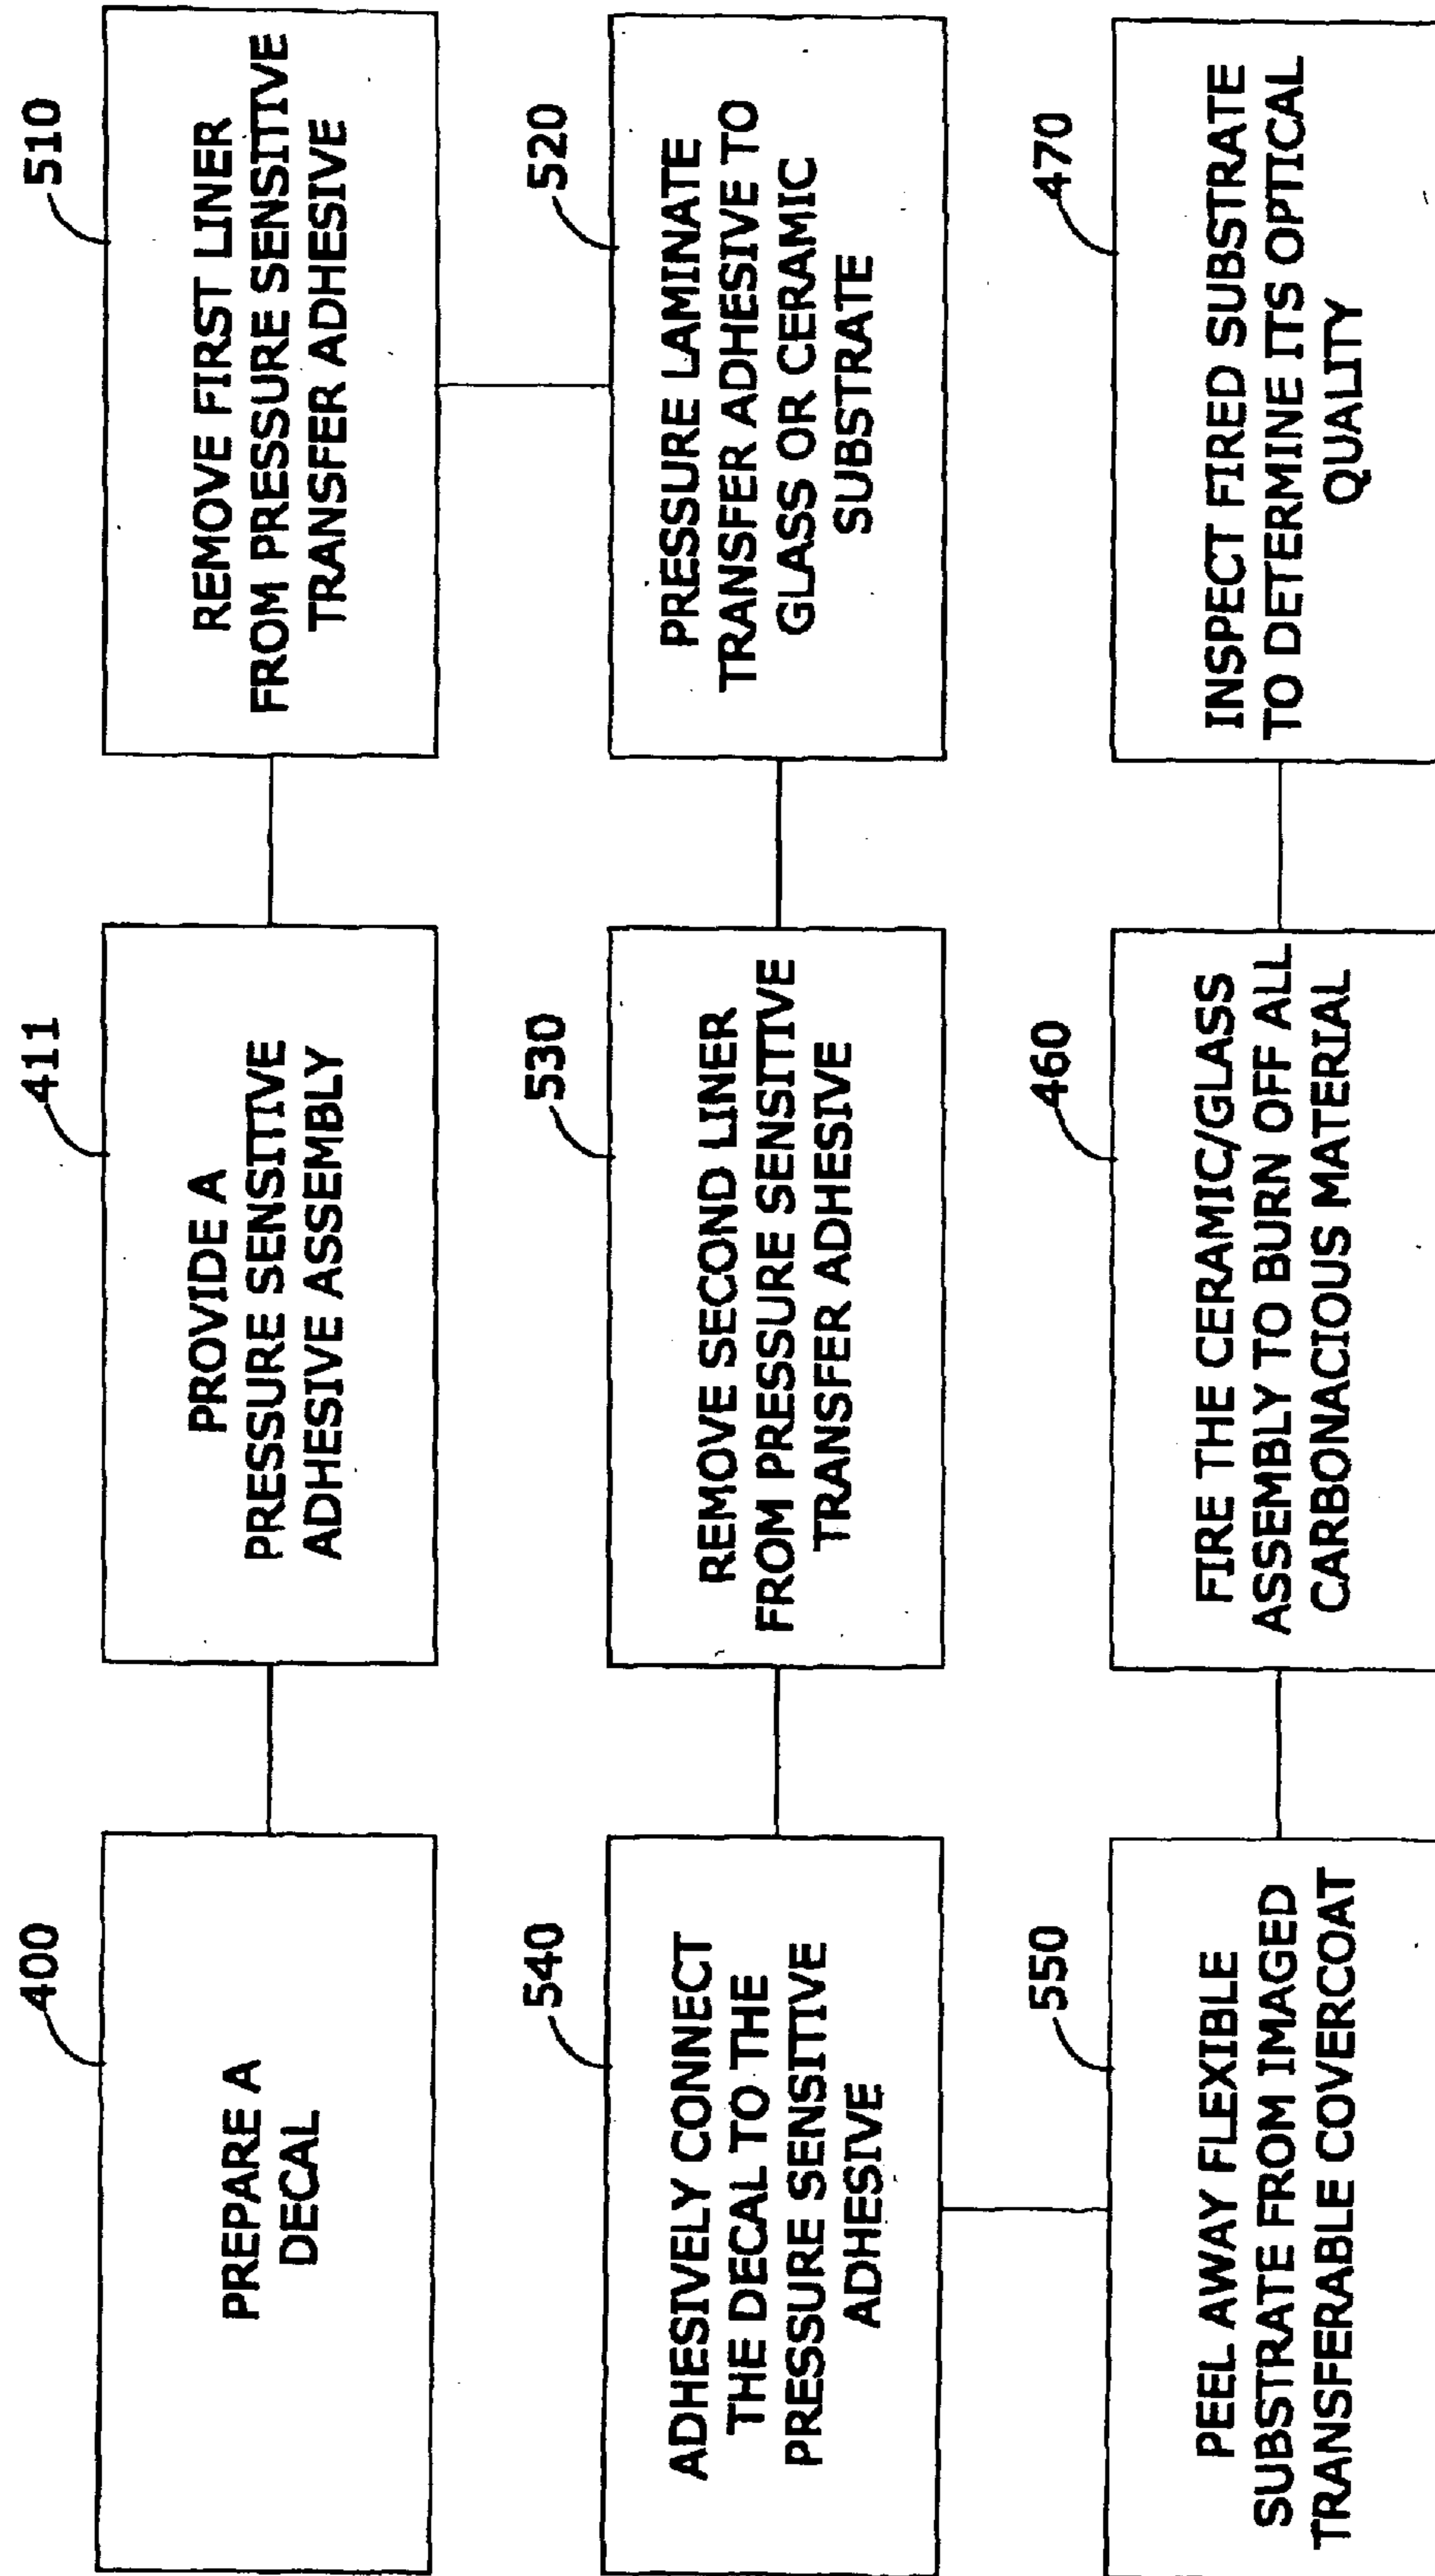 400
PREPARE A
DECAL
411
PROVIDE A
PRESSURE SENSITIVE
ADHESIVE ASSEMBLY
510
REMOVE FIRST LINER
FROM PRESSURE SENSITIVE
TRANSFER ADHESIVE
520
PRESSURE LAMINATE
TRANSFER ADHESIVE TO
GLASS OR CERAMIC
SUBSTRATE
530
REMOVE SECOND LINER
FROM PRESSURE SENSITIVE
TRANSFER ADHESIVE
540
ADHESIVELY CONNECT
THE DECAL TO THE
PRESSURE SENSITIVE
ADHESIVE
550
PEEL AWAY FLEXIBLE
SUBSTRATE FROM IMAGED
TRANSFERABLE COVERCOAT
460
FIRE THE CERAMIC/GLASS
ASSEMBLY TO BURN OFF ALL
CARBONACIOUS MATERIAL
470
INSPECT FIRED SUBSTRATE
TO DETERMINE ITS OPTICAL
QUALITY